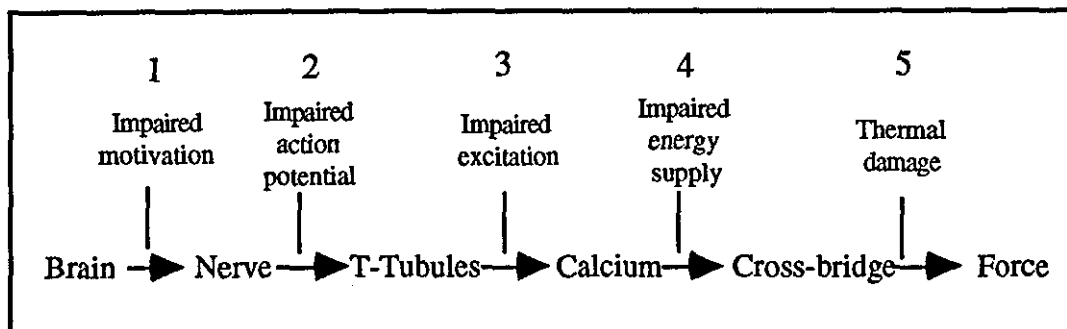 1 2 3 4 5
Impaired motivation
Impaired action potential
Impaired excitation
Impaired energy supply
Thermal damage
Brain Nerve T-Tubules Calcium Cross-bridge Force